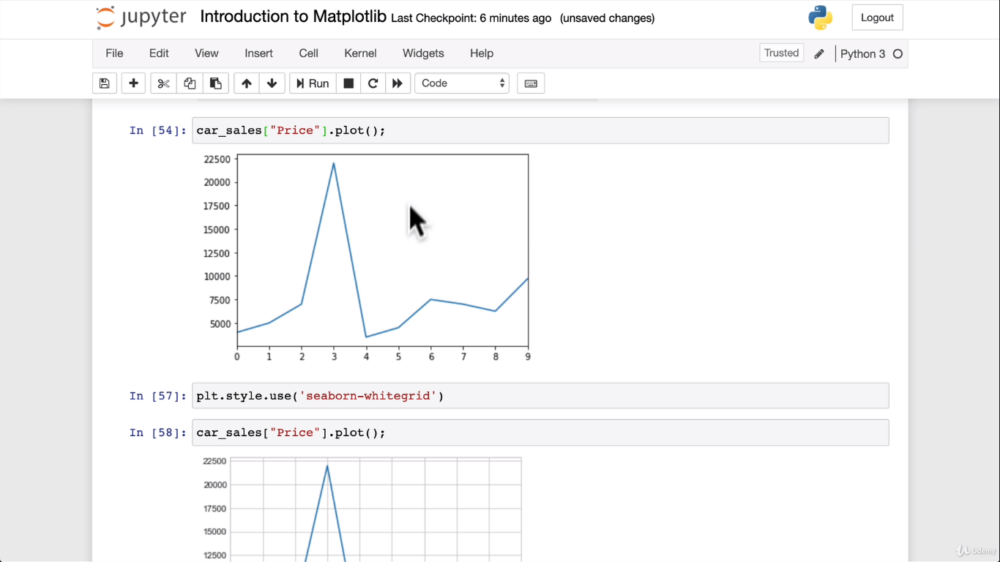 jupyter Introduction to Matplotlib Last Checkpoint: 6 minutes ago (unsaved changes) Logout
File Edit View Insert Cell Kernel Widgets Help Trusted Python 3
Run Code
In [54]: car_sales["Price"].plot();
22500
20000
17500
15000
12500
10000
7500
5000
0 1 2 3 4 5 6 7 8 9
In [57]: plt.style.use('seaborn-whitegrid')
In [58]: car_sales["Price"].plot();
22500
20000
17500
15000
12500
Udemy